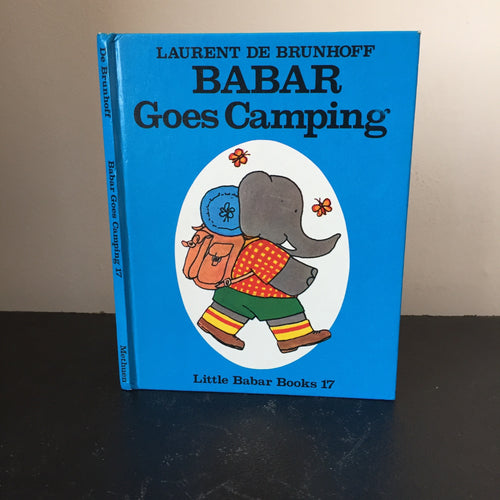 LAURENT DE BRUNHOFF
BABAR
Goes Camping
Little Babar Books 17
De Brunhoff
Babar Goes Camping 17
Methuen